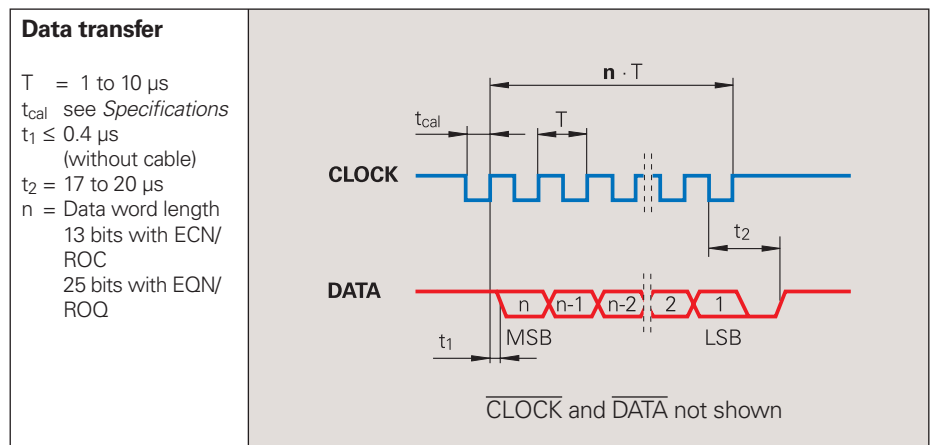 Data transfer
T = 1 to 10 µs
tcal see Specifications
t1 ≤ 0.4 µs
(without cable)
t2 = 17 to 20 µs
n = Data word length
13 bits with ECN/
ROC
25 bits with EQN/
ROQ
n · T
tcal
T
CLOCK
t2
DATA
n
n-1
n-2
2
1
t1
MSB
LSB
C̅L̅O̅C̅K̅ and D̅A̅T̅A̅ not shown